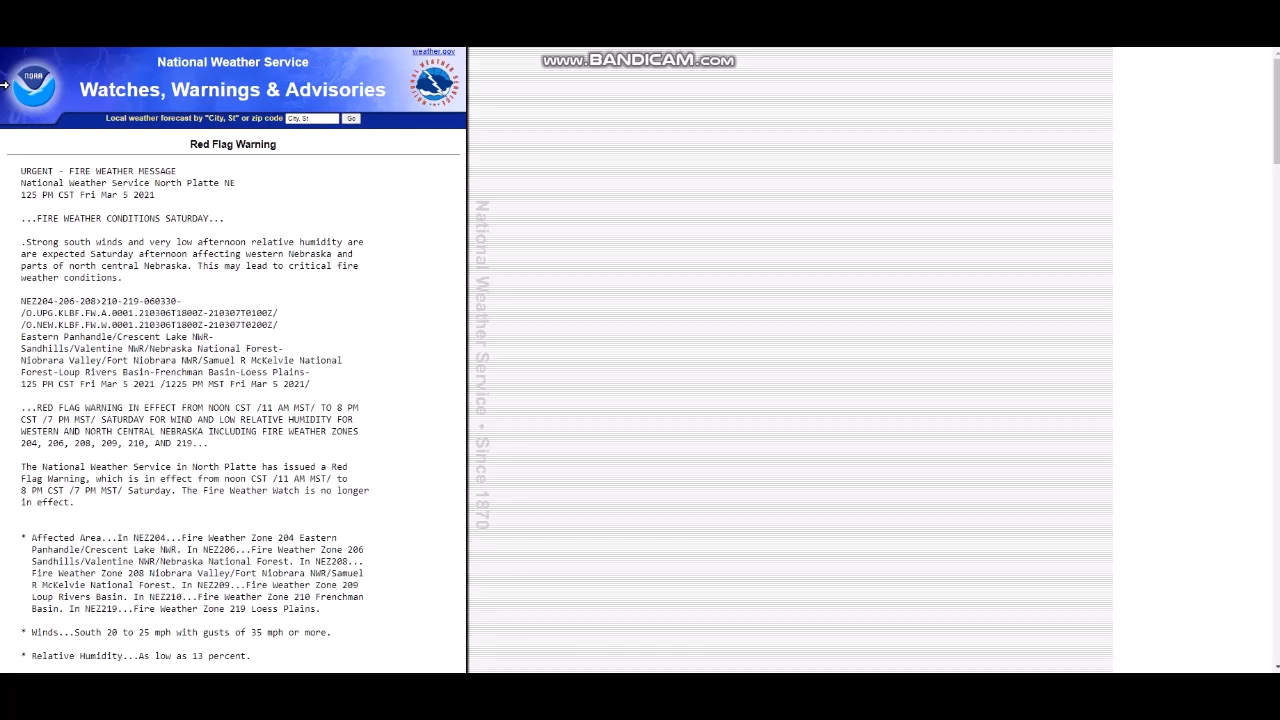 www.BANDICAM.com
weather.gov
National Weather Service
Watches, Warnings & Advisories
Local weather forecast by "City, St" or zip code City, St Go
NOAA
NATIONAL WEATHER SERVICE
Red Flag Warning
URGENT - FIRE WEATHER MESSAGE
National Weather Service North Platte NE
125 PM CST Fri Mar 5 2021
...FIRE WEATHER CONDITIONS SATURDAY...
.Strong south winds and very low afternoon relative humidity are
are expected Saturday afternoon affecting western Nebraska and
parts of north central Nebraska. This may lead to critical fire
weather conditions.
NEZ204-206-208>210-219-060330-
/O.UPG.KLBF.FW.A.0001.210306T1800Z-210307T0100Z/
/O.NEW.KLBF.FW.W.0001.210306T1800Z-210307T0200Z/
Eastern Panhandle/Crescent Lake NWR-
Sandhills/Valentine NWR/Nebraska National Forest-
Niobrara Valley/Fort Niobrara NWR/Samuel R McKelvie National
Forest-Loup Rivers Basin-Frenchman Basin-Loess Plains-
125 PM CST Fri Mar 5 2021 /1225 PM MST Fri Mar 5 2021/
...RED FLAG WARNING IN EFFECT FROM NOON CST /11 AM MST/ TO 8 PM
CST /7 PM MST/ SATURDAY FOR WIND AND LOW RELATIVE HUMIDITY FOR
WESTERN AND NORTH CENTRAL NEBRASKA INCLUDING FIRE WEATHER ZONES
204, 206, 208, 209, 210, AND 219...
The National Weather Service in North Platte has issued a Red
Flag Warning, which is in effect from noon CST /11 AM MST/ to
8 PM CST /7 PM MST/ Saturday. The Fire Weather Watch is no longer
in effect.
* Affected Area...In NEZ204...Fire Weather Zone 204 Eastern
Panhandle/Crescent Lake NWR. In NEZ206...Fire Weather Zone 206
Sandhills/Valentine NWR/Nebraska National Forest. In NEZ208...
Fire Weather Zone 208 Niobrara Valley/Fort Niobrara NWR/Samuel
R McKelvie National Forest. In NEZ209...Fire Weather Zone 209
Loup Rivers Basin. In NEZ210...Fire Weather Zone 210 Frenchman
Basin. In NEZ219...Fire Weather Zone 219 Loess Plains.
* Winds...South 20 to 25 mph with gusts of 35 mph or more.
* Relative Humidity...As low as 13 percent.
National Weather Service • Since 1870